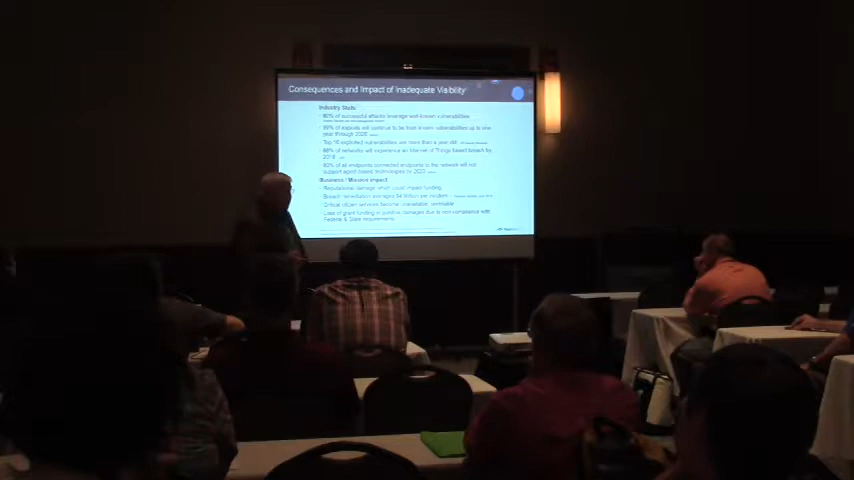 Consequences and Impact of Inadequate Visibility
Industry Stats:
80% of successful attacks leverage well-known vulnerabilities
99% of exploits will continue to be from known vulnerabilities up to one
year through 2020
Top 10 exploited vulnerabilities are more than a year old
66% of networks will experience an Internet of Things based breach by
2018
of all endpoints connected endpoints to the network will not
support agent based technologies by 2020
Business / Mission Impact
Reputational damage which could impact funding
Breach remediation averages $4 Million per incident
Critical citizen services become unavailable, unreliable
Loss of grant funding or punitive damages due to non-compliance with
Federal & State requirements